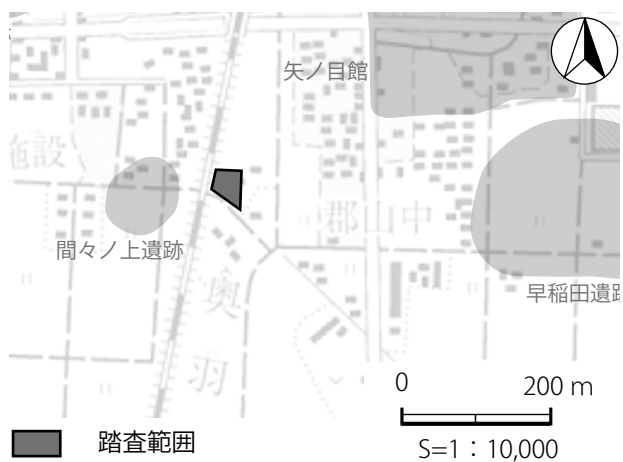 矢ノ目館
施設
郡山中
間々ノ上遺跡
早稲田遺跡
奥
羽
0 200 m
踏査範囲
S=1：10,000